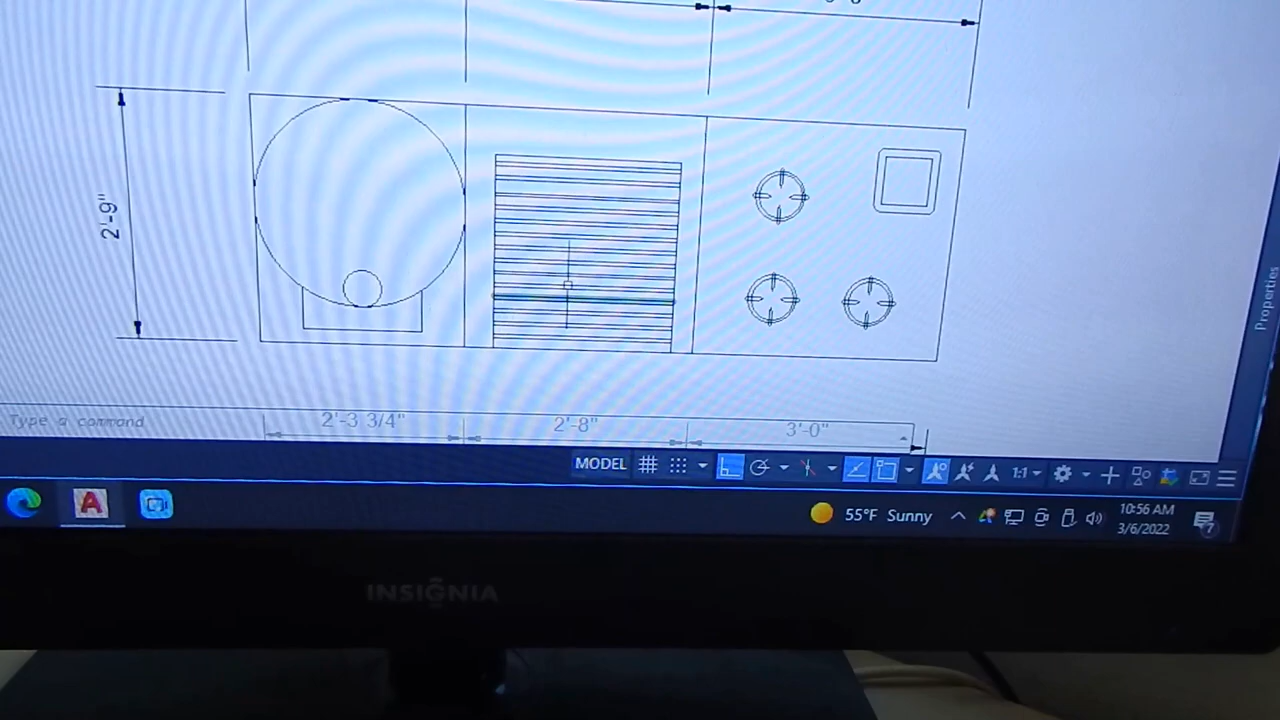 2'-9"
Type a command
2'-3 3/4"
2'-8"
3'-0"
Properties
MODEL
1:1
55°F Sunny
10:56 AM
3/6/2022
7
A
INSIGNIA